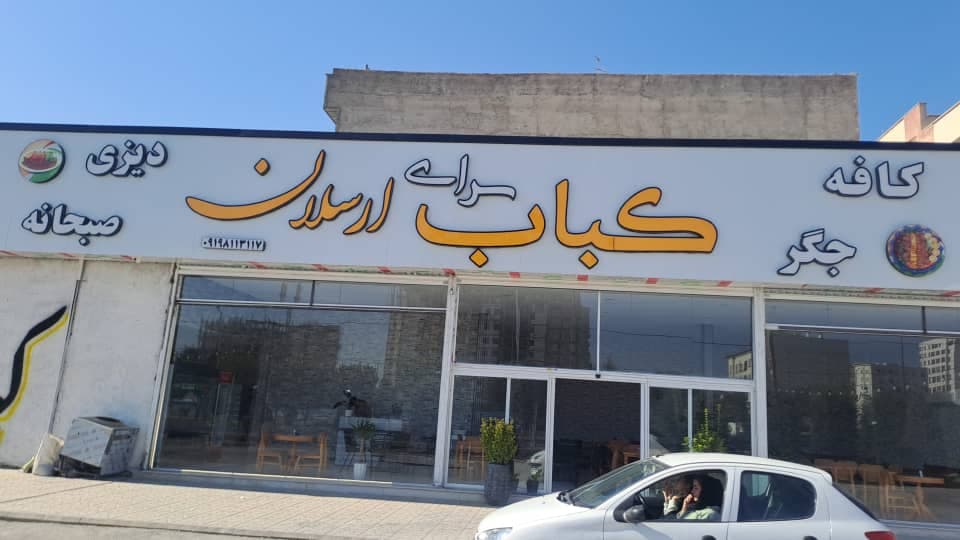 کافه
جگر
کباب سرای ارسلان
۰۹۱۹۸۱۱۳۱۱۷
دیزی
صبحانه